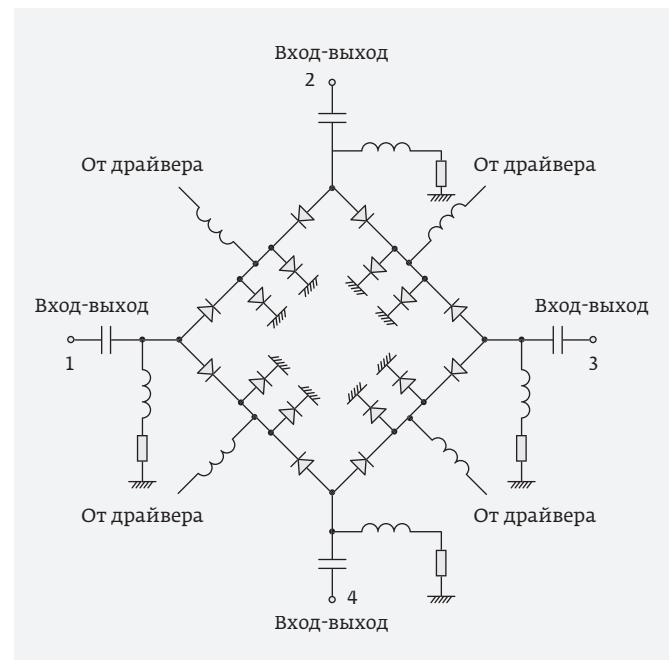 Вход-выход
2
От драйвера
От драйвера
Вход-выход
1
Вход-выход
3
От драйвера
От драйвера
4
Вход-выход